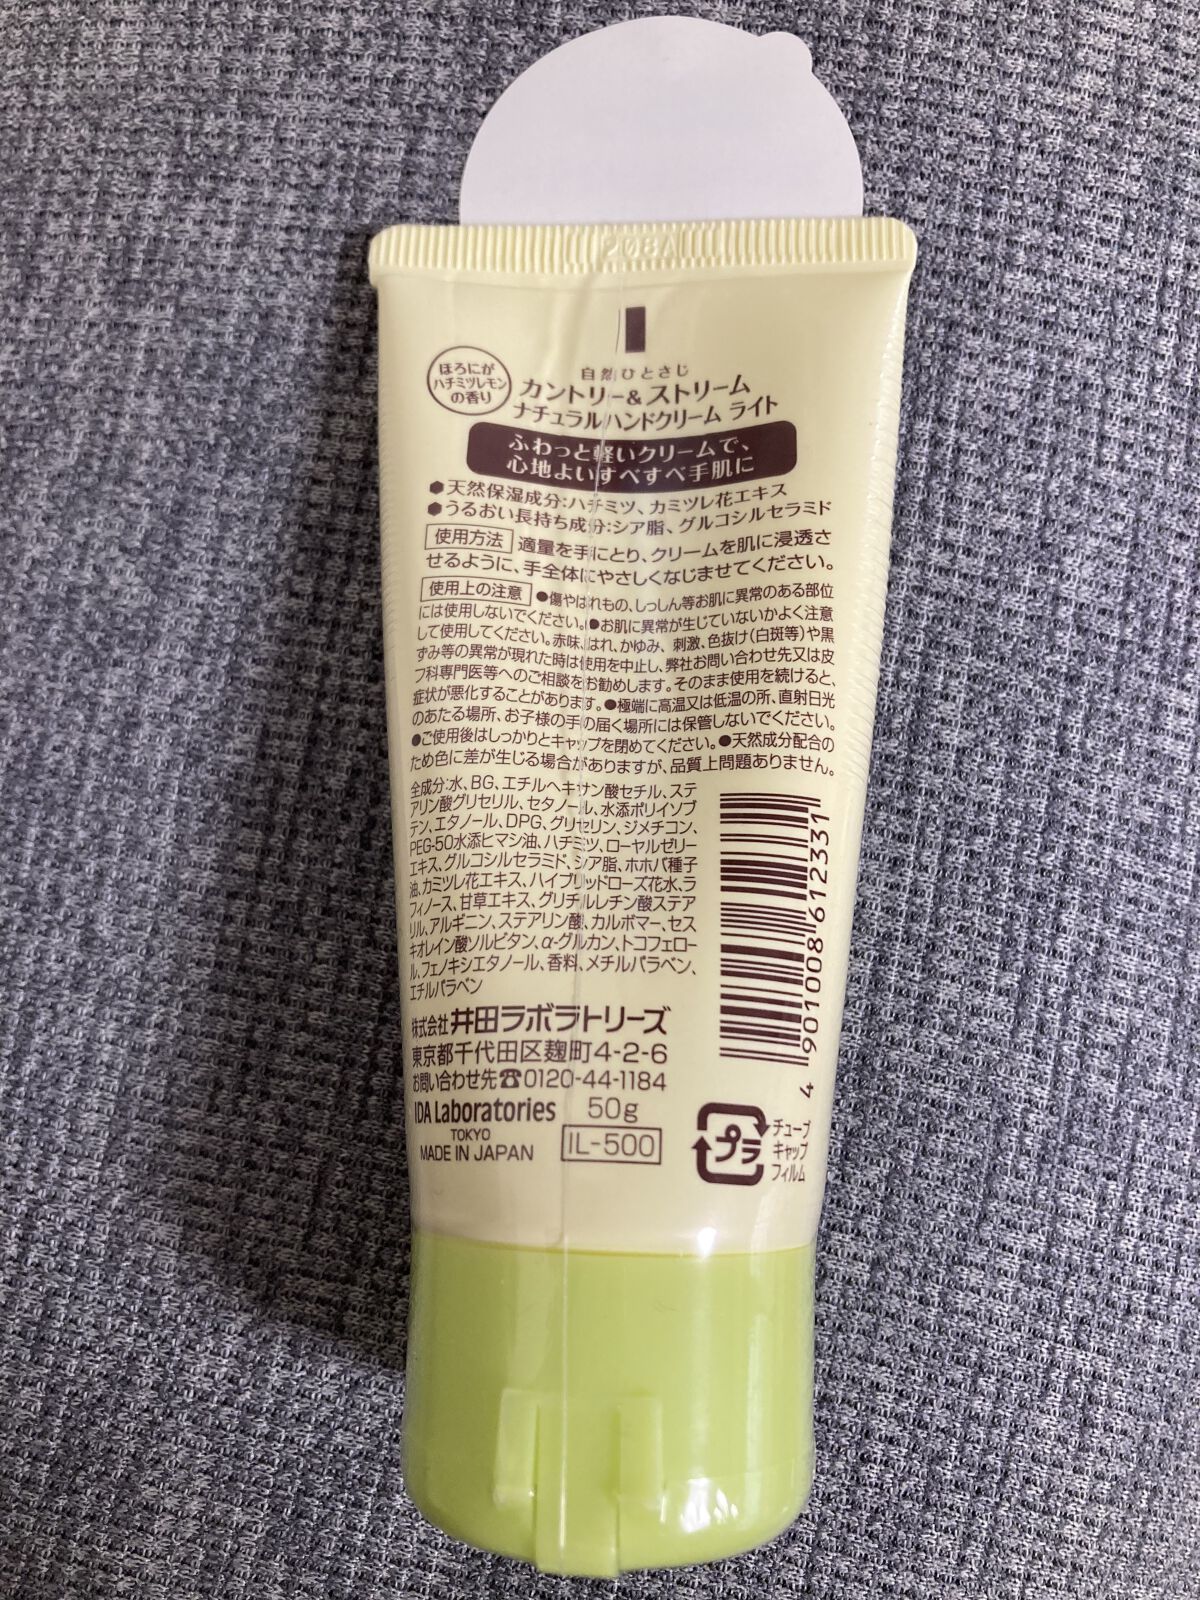 208A
ほろにが
ハチミツレモン
の香り
自然ひとさじ
カントリー&ストリーム
ナチュラルハンドクリーム ライト
ふわっと軽いクリームで、
心地よいすべすべ手肌に
●天然保湿成分:ハチミツ、カミツレ花エキス
●うるおい長持ち成分:シア脂、グルコシルセラミド
使用方法 適量を手にとり、クリームを肌に浸透さ
せるように、手全体にやさしくなじませてください。
使用上の注意 ●傷やはれもの、しっしん等お肌に異常のある部位
には使用しないでください。●お肌に異常が生じていないかよく注意
して使用してください。赤味、はれ、かゆみ、刺激、色抜け(白斑等)や黒
ずみ等の異常が現れた時は使用を中止し、弊社お問い合わせ先又は皮
フ科専門医等へのご相談をお勧めします。そのまま使用を続けると、
症状が悪化することがあります。●極端に高温又は低温の所、直射日光
のあたる場所、お子様の手の届く場所には保管しないでください。
●ご使用後はしっかりとキャップを閉めてください。●天然成分配合の
ため色に差が生じる場合がありますが、品質上問題ありません。
全成分:水、BG、エチルヘキサン酸セチル、ステ
アリン酸グリセリル、セタノール、水添ポリイソブ
テン、エタノール、DPG、グリセリン、ジメチコン、
PEG-50水添ヒマシ油、ハチミツ、ローヤルゼリー
エキス、グルコシルセラミド、シア脂、ホホバ種子
油、カミツレ花エキス、ハイブリッドローズ花水、ラ
フィノース、甘草エキス、グリチルレチン酸ステア
リル、アルギニン、ステアリン酸、カルボマー、セス
キオレイン酸ソルビタン、α-グルカン、トコフェロー
ル、フェノキシエタノール、香料、メチルパラベン、
エチルパラベン
株式会社 井田ラボラトリーズ
東京都千代田区麹町4-2-6
お問い合わせ先☎0120-44-1184
IDA Laboratories 50g
TOKYO
MADE IN JAPAN IL-500
4 901008 612331
プラ
チューブ
キャップ
フィルム